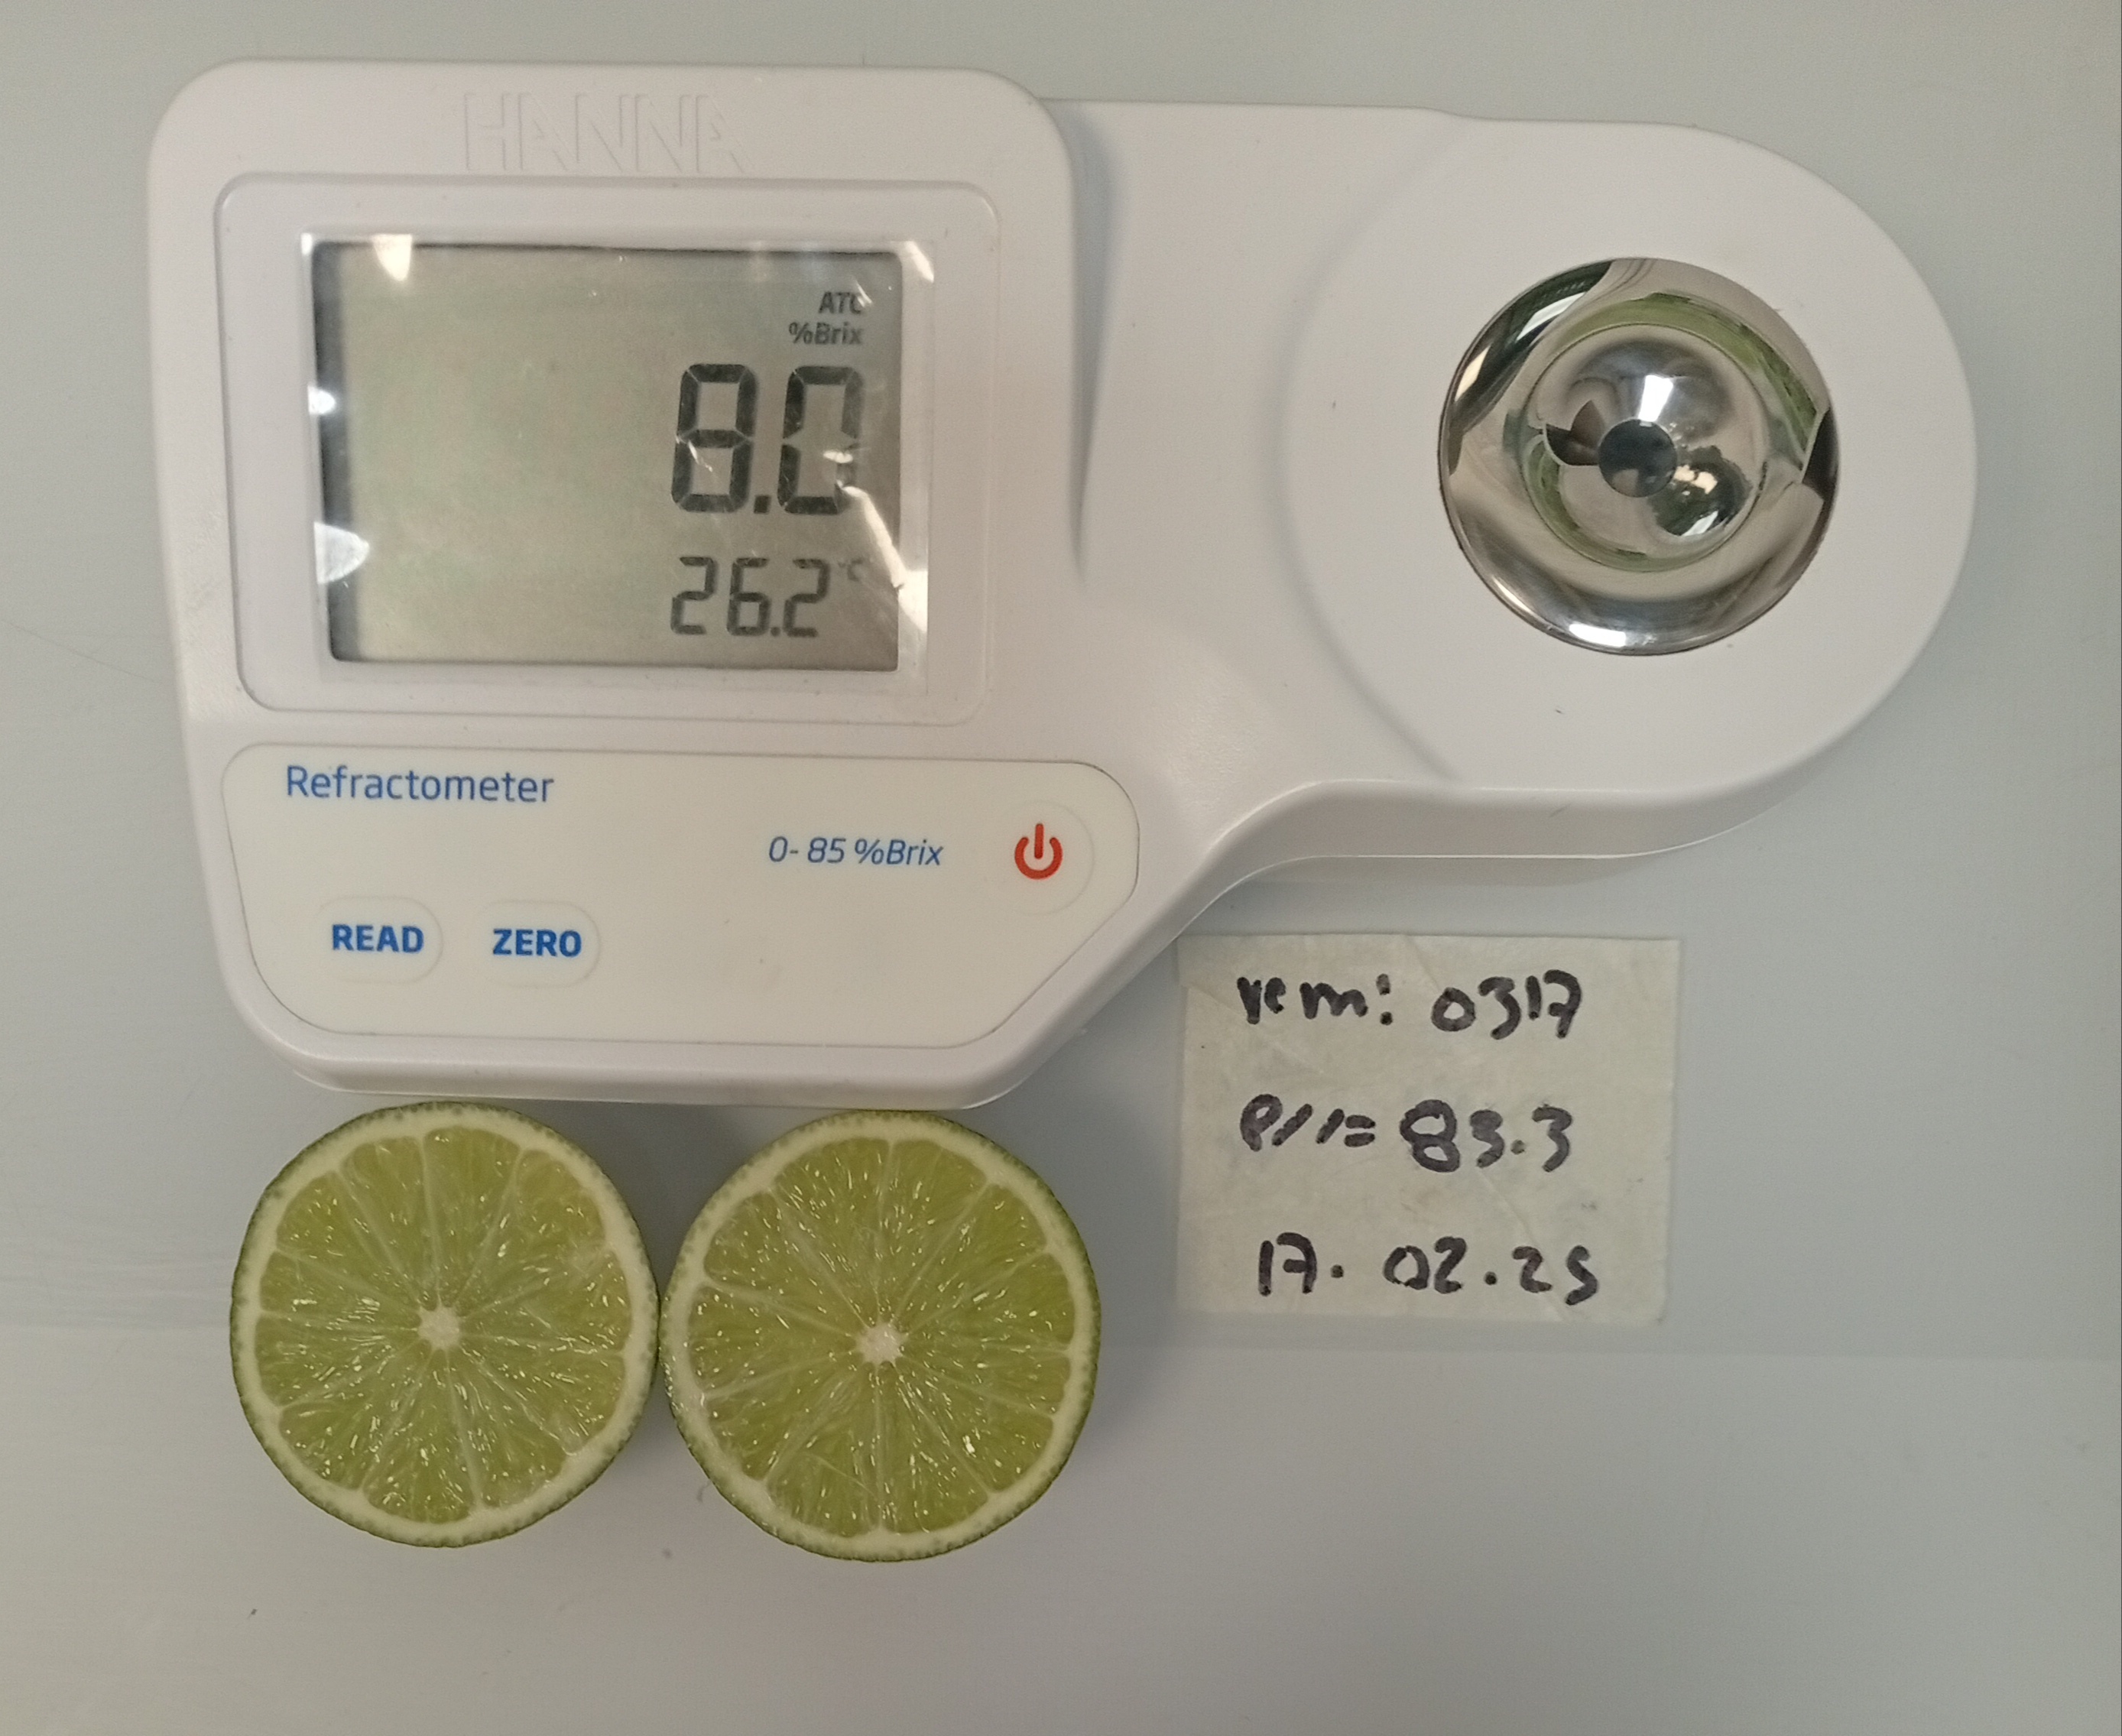 HANNA
ATC
%Brix
8.0
26.2 °C
Refractometer
0- 85 %Brix
READ ZERO
rem: 0317
83.3
17. 02.25